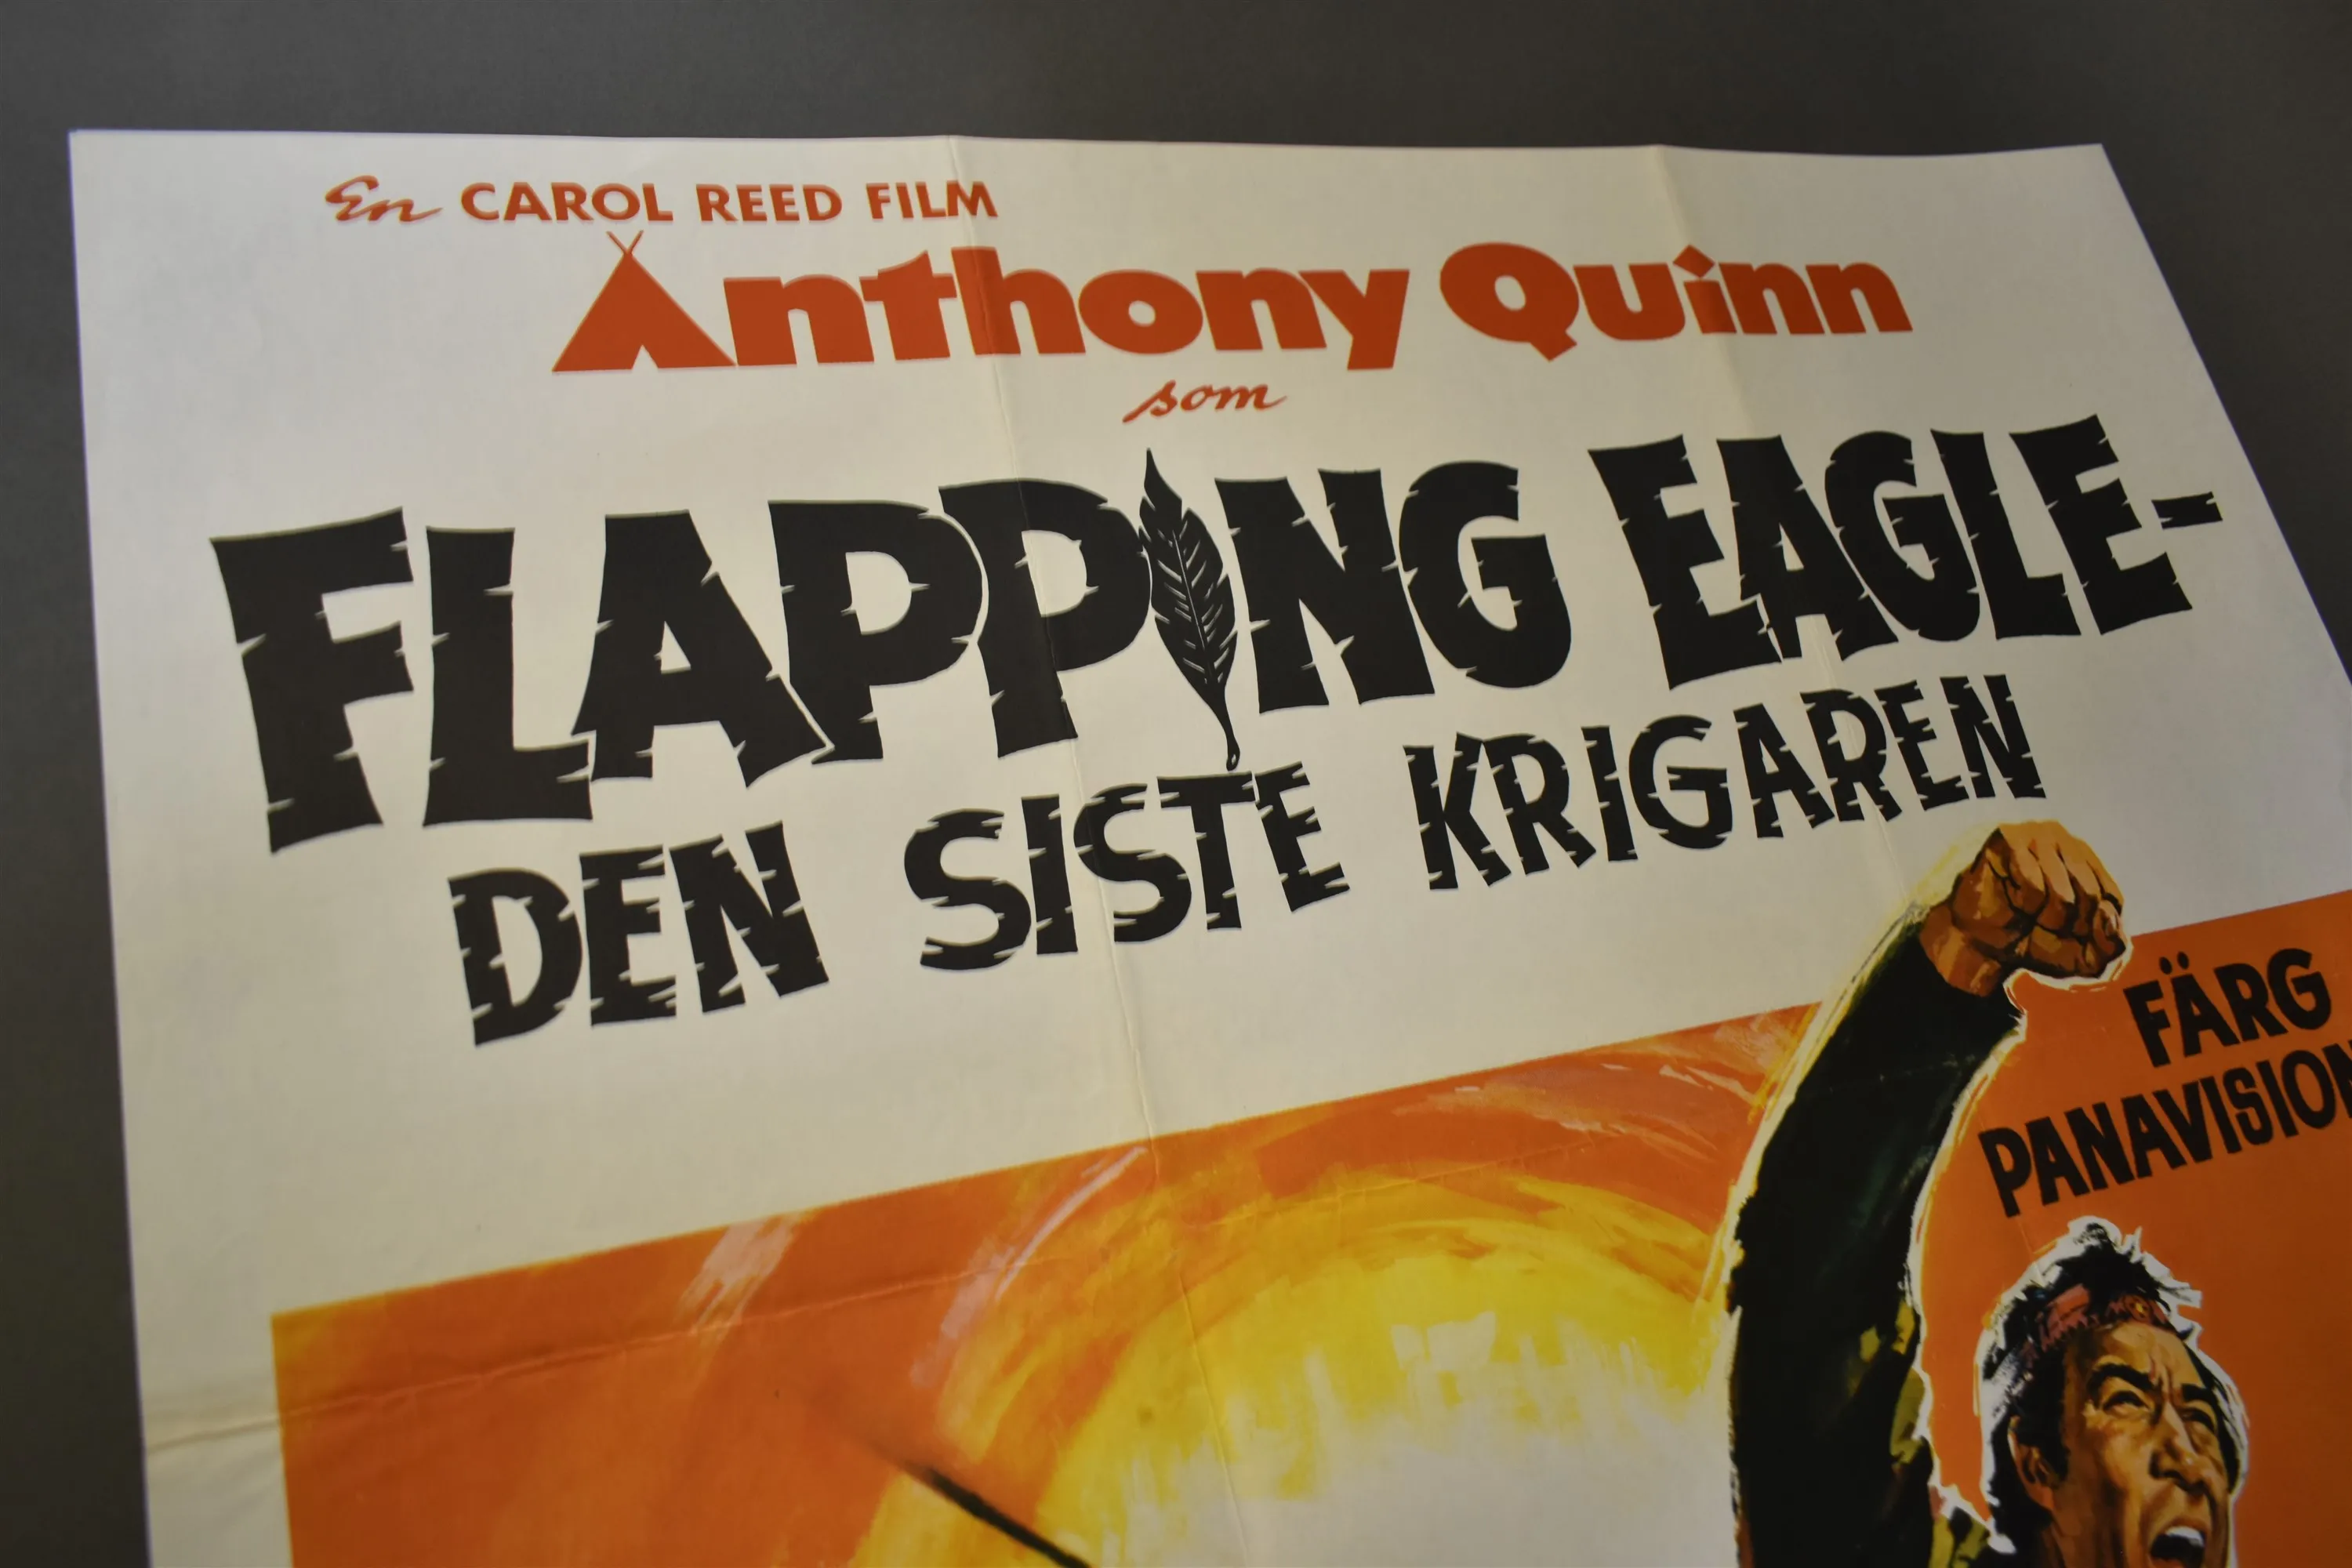 En CAROL REED FILM
Anthony Quinn
som
FLAPPING EAGLE-
DEN SISTE KRIGAREN
FÄRG
PANAVISION